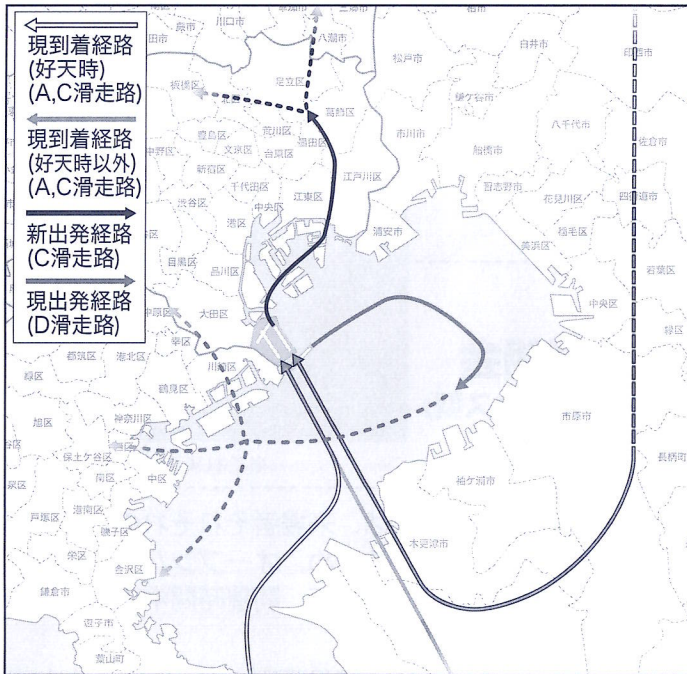 現到着経路
(好天時)
(A,C滑走路)
現到着経路
(好天時以外)
(A,C滑走路)
新出発経路
(C滑走路)
現出発経路
(D滑走路)
川口市
八潮市
三郷市
松戸市
白井市
印西市
足立区
板橋区
北区
葛飾区
鎌ケ谷市
市川市
八千代市
船橋市
佐倉市
豊島区
荒川区
文京区
台東区
墨田区
中野区
新宿区
江戸川区
千代田区
江東区
中央区
渋谷区
港区
浦安市
習志野市
花見川区
四街道市
稲毛区
美浜区
若葉区
目黒区
品川区
中央区
緑区
大田区
中原区
幸区
川崎区
都筑区
港北区
鶴見区
緑区
神奈川区
旭区
西区
保土ケ谷区
市原市
長柄町
袖ケ浦市
泉区
南区
中区
戸塚区
港南区
磯子区
木更津市
栄区
金沢区
鎌倉市
逗子市
葉山町